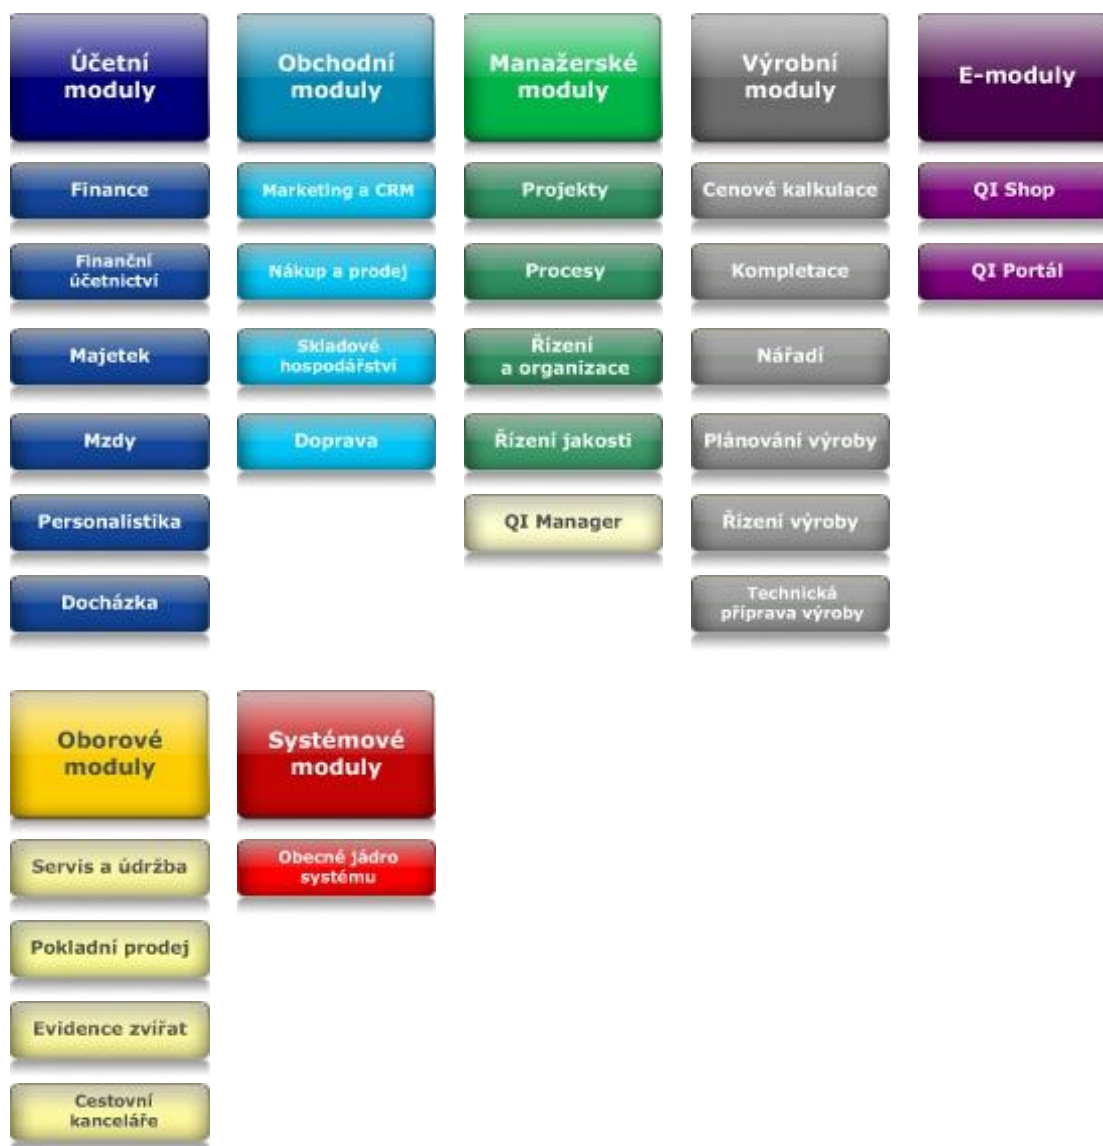 Účetní
moduly
Obchodní
moduly
Manažerské
moduly
Výrobní
moduly
E-moduly
Finance
Marketing a CRM
Projekty
Cenové kalkulace
QI Shop
Finanční
účetnictví
Nákup a prodej
Procesy
Kompletace
QI Portál
Majetek
Skladové
hospodářství
Řízení
a organizace
Nářadí
Mzdy
Doprava
Řízení jakosti
Plánování výroby
Personalistika
QI Manager
Řízení výroby
Docházka
Technická
příprava výroby
Oborové
moduly
Systémové
moduly
Servis a údržba
Obecné jádro
systému
Pokladní prodej
Evidence zvířat
Cestovní
kanceláře